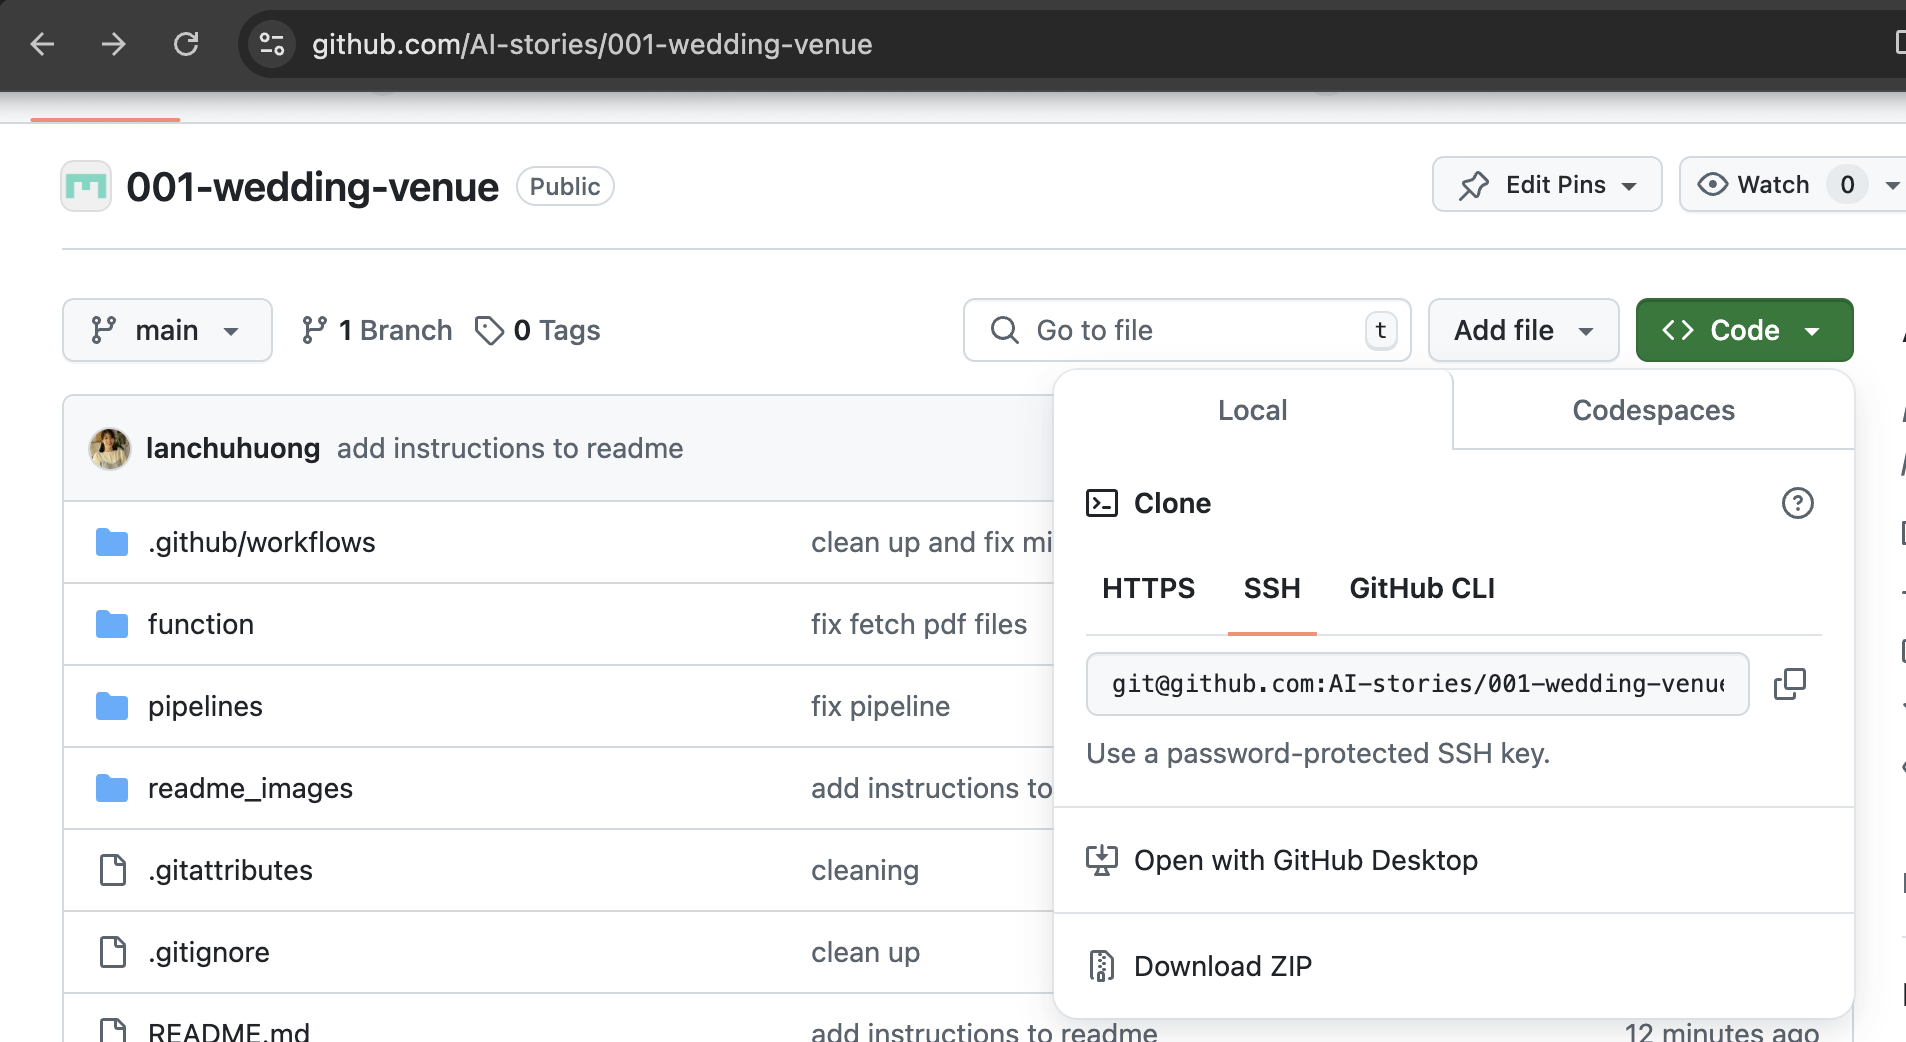 github.com/AI-stories/001-wedding-venue
001-wedding-venue Public
Edit Pins
Watch 0
main
1 Branch
0 Tags
Go to file t
Add file
Code
Local
Codespaces
lanchuhuong add instructions to readme
Clone
HTTPS
SSH
GitHub CLI
git@github.com:AI-stories/001-wedding-venue
Use a password-protected SSH key.
Open with GitHub Desktop
Download ZIP
.github/workflows clean up and fix mi
function fix fetch pdf files
pipelines fix pipeline
readme_images add instructions to
.gitattributes cleaning
.gitignore clean up
README.md add instructions to readme 12 minutes ago